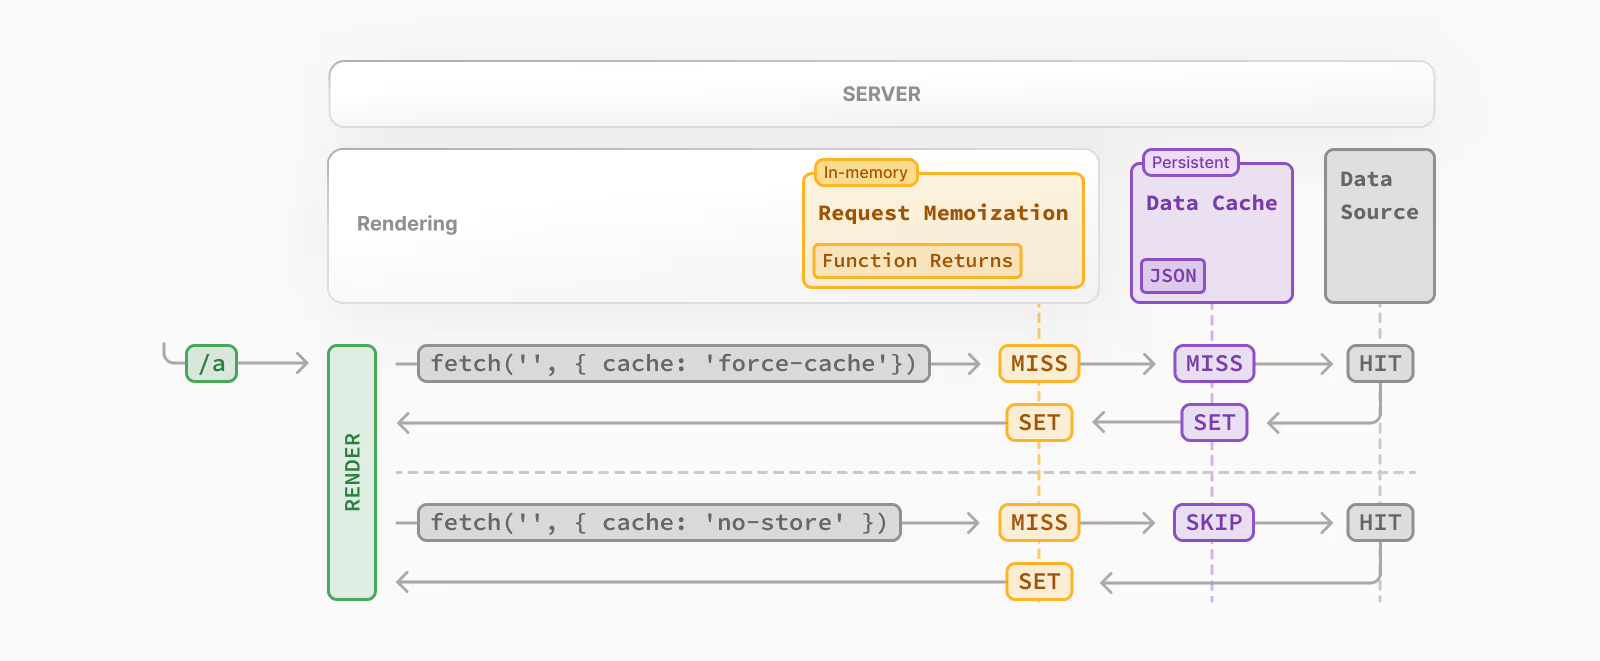 SERVER
Rendering
In-memory
Request Memoization
Function Returns
Persistent
Data Cache
JSON
Data
Source
/a
RENDER
fetch('', { cache: 'force-cache'})
MISS
MISS
HIT
SET
SET
fetch('', { cache: 'no-store' })
MISS
SKIP
HIT
SET